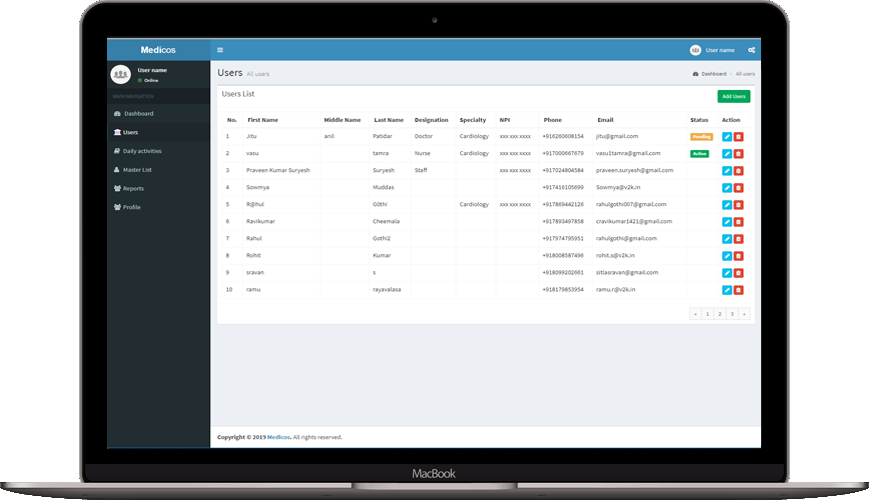 Medicos
User name
User name
Online
MAIN NAVIGATION
Dashboard
Users
Daily activities
Master List
Reports
Profile
Users All users
Dashboard > All users
Users List
Add Users
No. First Name Middle Name Last Name Designation Specialty NPI Phone Email Status Action
1 Jitu anil Patidar Doctor Cardiology xxx xxx xxxx +916260608154 jitu@gmail.com Pending
2 vasu tamra Nurse Cardiology xxx xxx xxxx +917000667679 vasu1tamra@gmail.com Active
3 Praveen Kumar Suryesh Suryesh Staff xxx xxx xxxx +917024804584 praveen.suryesh@gmail.com
4 Sowmya Muddas +917416105699 Sowmya@v2k.in
5 R@hul G0thi Cardiology xxx xxx xxxx +917869442126 rahulgothi007@gmail.com
6 Ravikumar Cheemala +917893497858 cravikumar1421@gmail.com
7 Rahul Gothi2 +917974795951 rahulgothi@gmail.com
8 Rohit Kumar +918008587496 rohit.s@v2k.in
9 sravan s +918099202661 sitlasravan@gmail.com
10 ramu rayavalasa +918179853954 ramu.r@v2k.in
« 1 2 3 »
Copyright © 2019 Medicos. All rights reserved.
MacBook